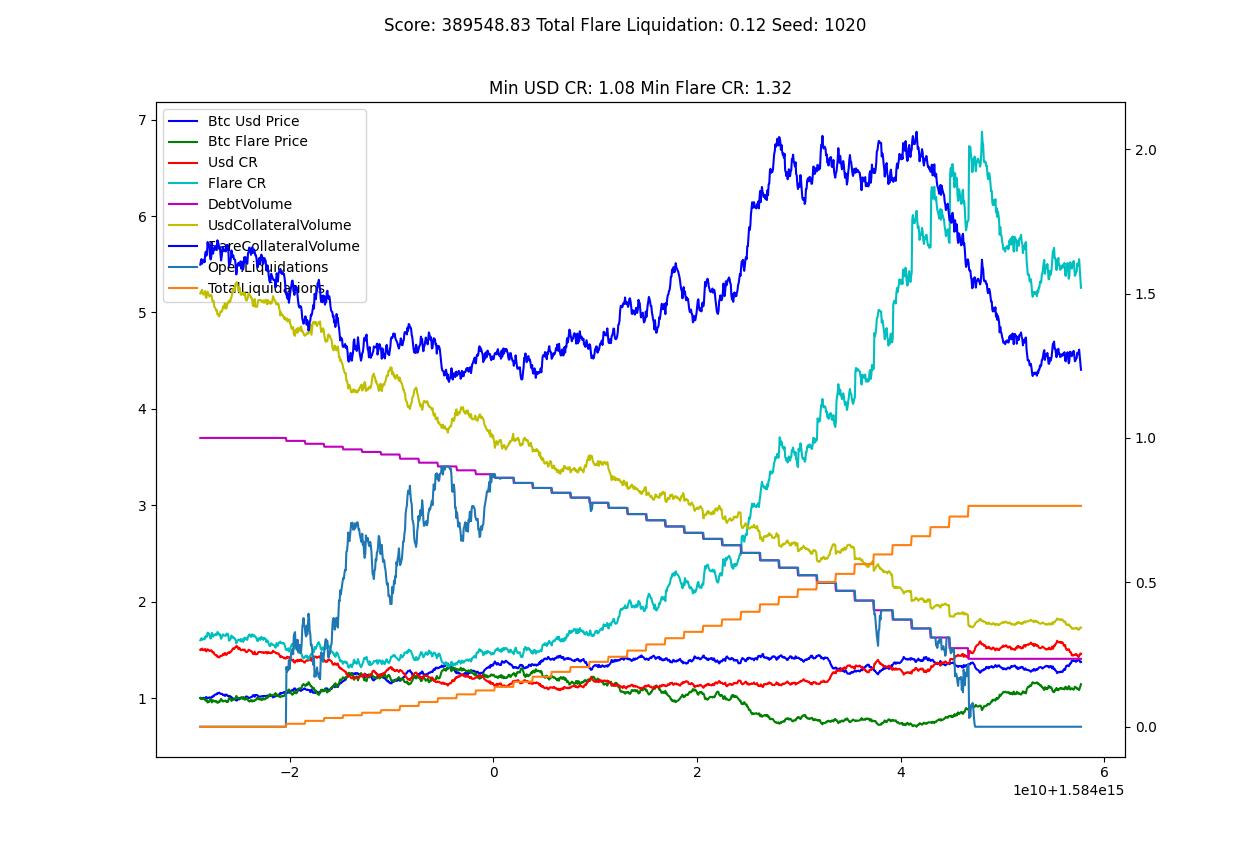 Score: 389548.83 Total Flare Liquidation: 0.12 Seed: 1020
Min USD CR: 1.08 Min Flare CR: 1.32
Btc Usd Price
Btc Flare Price
Usd CR
Flare CR
DebtVolume
UsdCollateralVolume
FlareCollateralVolume
OpenLiquidations
TotalLiquidations
7
6
5
4
3
2
1
2.0
1.5
1.0
0.5
0.0
−2
0
2
4
6
1e10+1.584e15